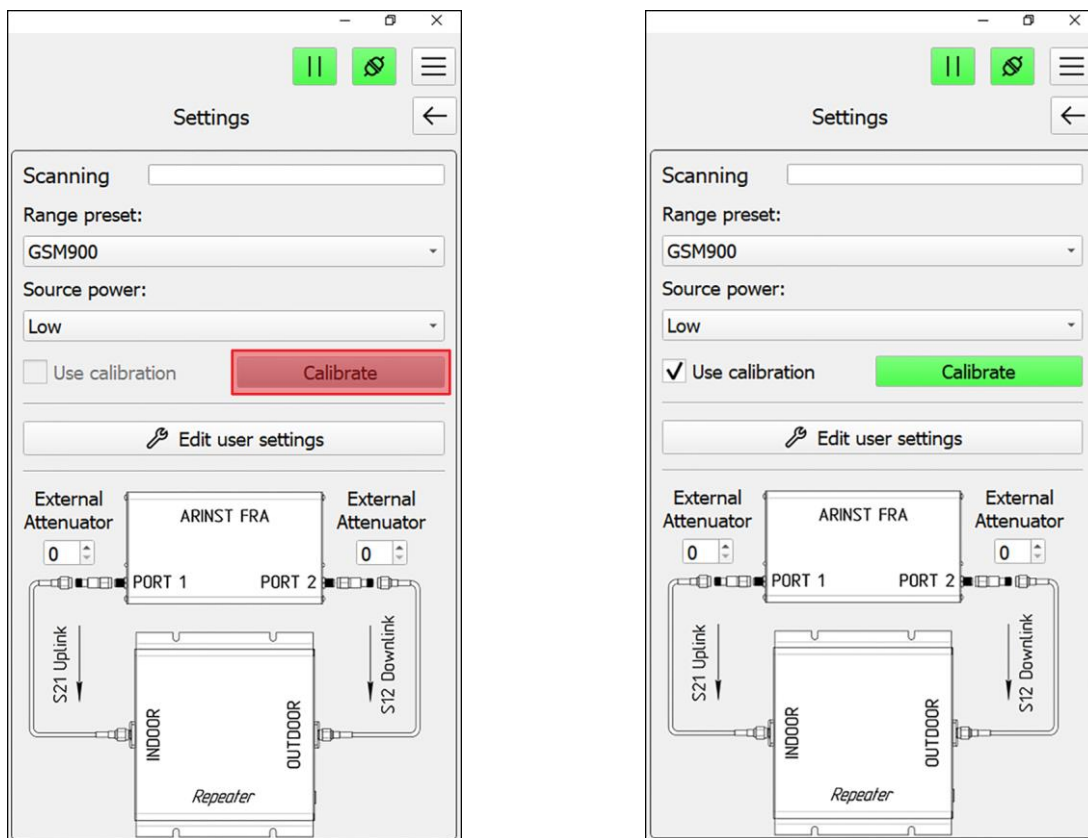 Settings
Scanning
Range preset:
GSM900
Source power:
Low
Use calibration Calibrate
Edit user settings
External Attenuator External Attenuator
0 0
ARINST FRA
PORT 1 PORT 2
S21 Uplink S12 Downlink
INDOOR OUTDOOR
Repeater
Settings
Scanning
Range preset:
GSM900
Source power:
Low
Use calibration Calibrate
Edit user settings
External Attenuator External Attenuator
0 0
ARINST FRA
PORT 1 PORT 2
S21 Uplink S12 Downlink
INDOOR OUTDOOR
Repeater